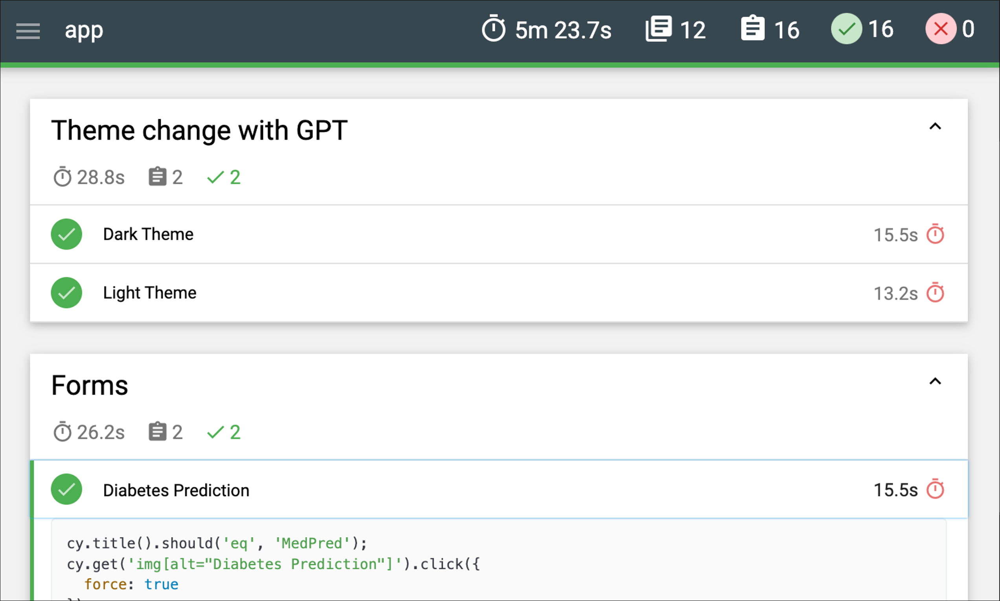 app 5m 23.7s 12 16 16 0
Theme change with GPT
28.8s 2 2
Dark Theme 15.5s
Light Theme 13.2s
Forms
26.2s 2 2
Diabetes Prediction 15.5s
cy.title().should('eq', 'MedPred');
cy.get('img[alt="Diabetes Prediction"]').click({
  force: true